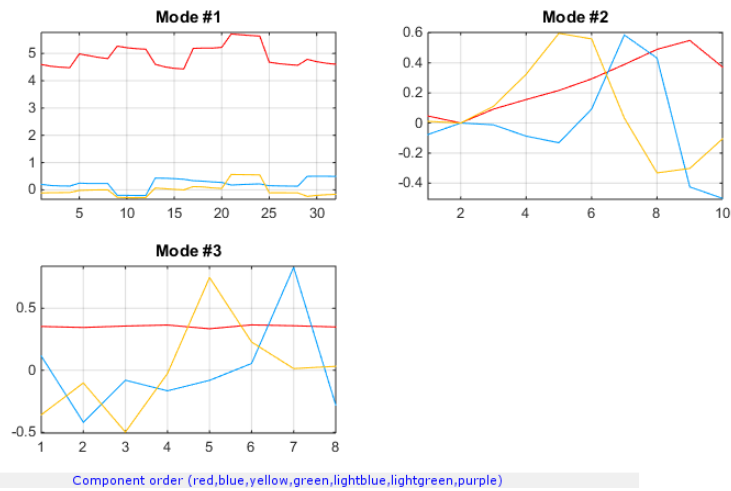 Mode #1
5
4
3
2
1
0
5 10 15 20 25 30
Mode #2
0.6
0.4
0.2
0
-0.2
-0.4
2 4 6 8 10
Mode #3
0.5
0
-0.5
1 2 3 4 5 6 7 8
Component order (red,blue,yellow,green,lightblue,lightgreen,purple)